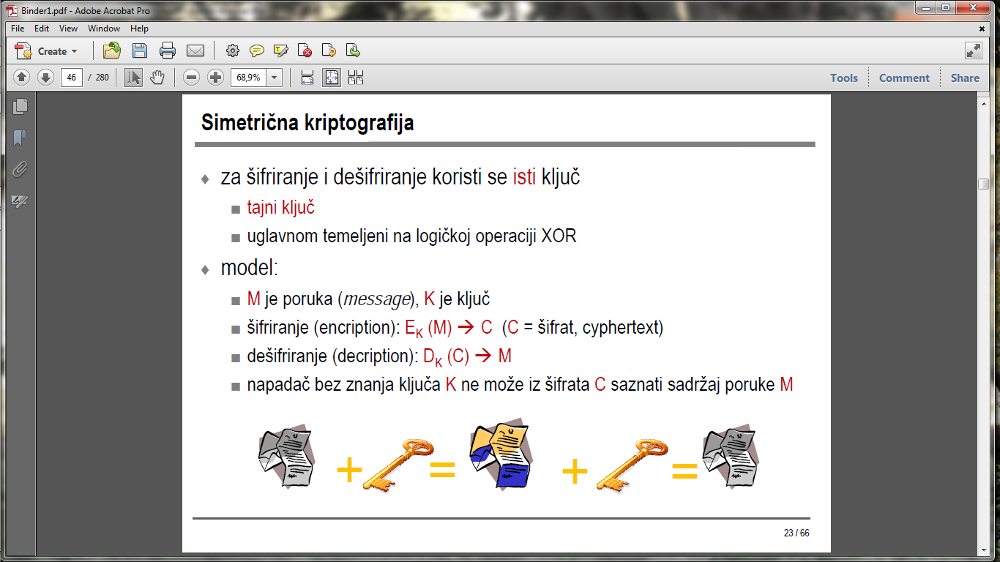 Binder1.pdf - Adobe Acrobat Pro
File Edit View Window Help
Create
46 / 280 68,9% Tools Comment Share
Simetrična kriptografija
za šifriranje i dešifriranje koristi se isti ključ
tajni ključ
uglavnom temeljeni na logičkoj operaciji XOR
model:
M je poruka (message), K je ključ
šifriranje (encription): EK (M) → C (C = šifrat, cyphertext)
dešifriranje (decription): DK (C) → M
napadač bez znanja ključa K ne može iz šifrata C saznati sadržaj poruke M
+ = + =
23 / 66